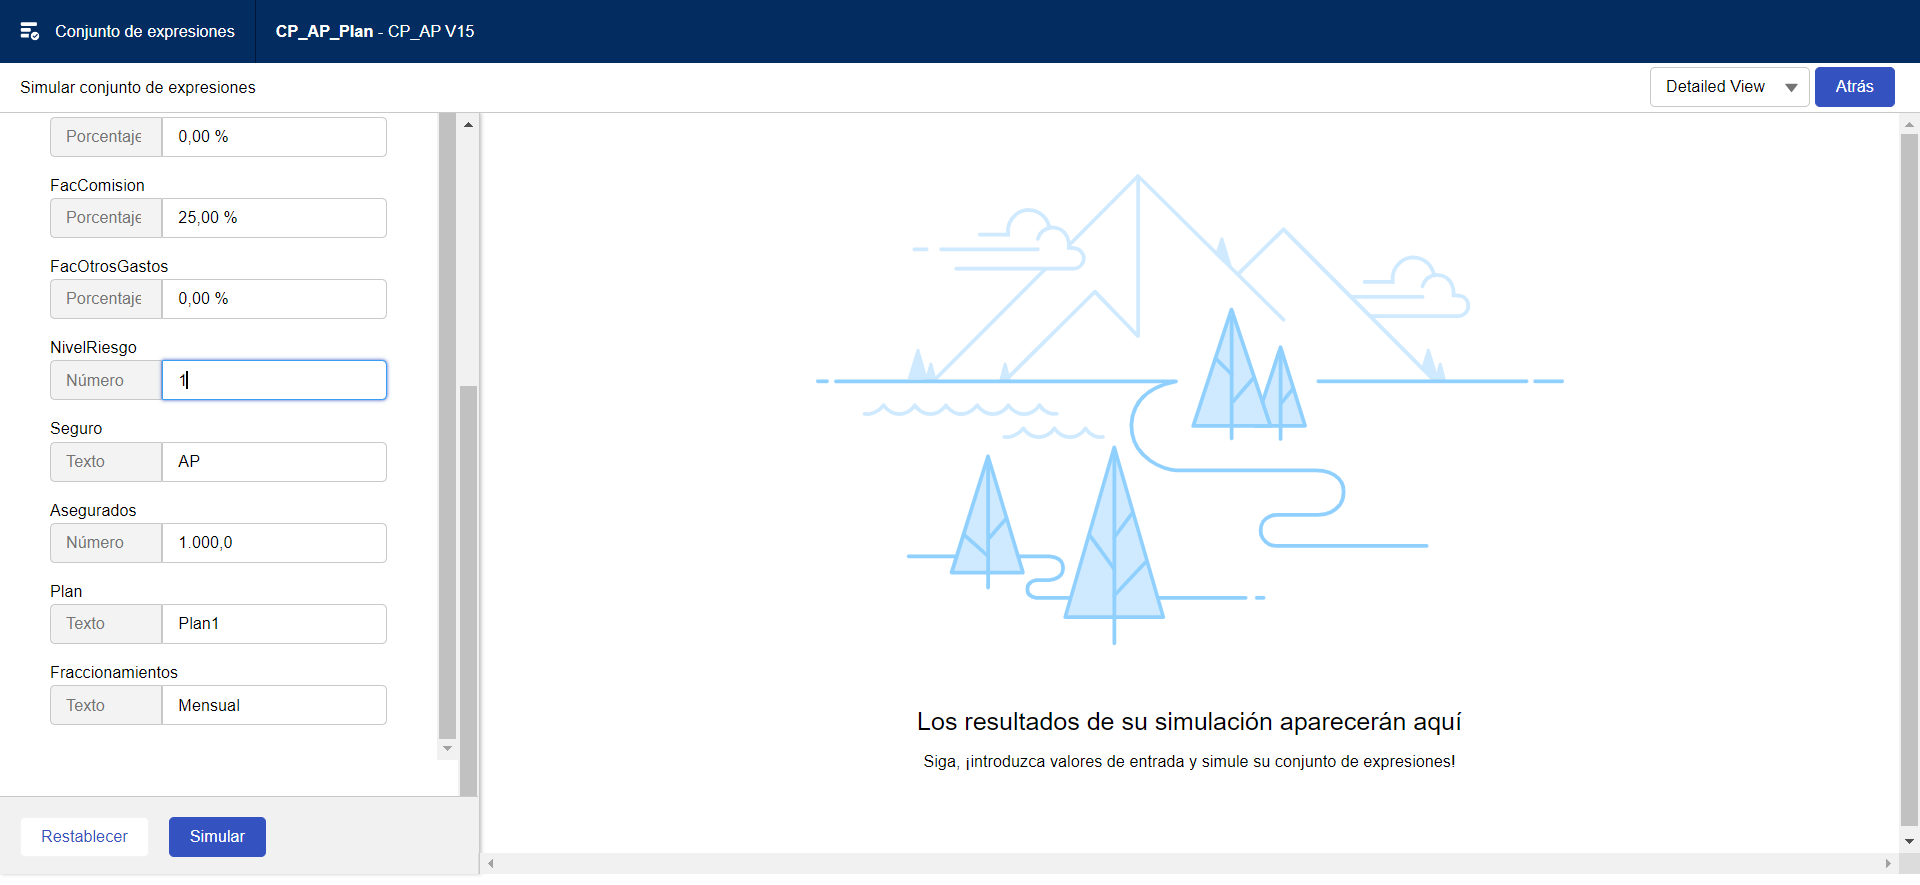 Conjunto de expresiones
CP_AP_Plan - CP_AP V15
Simular conjunto de expresiones
Detailed View
Atrás
Porcentaje
0,00 %
FacComision
Porcentaje
25,00 %
FacOtrosGastos
Porcentaje
0,00 %
NivelRiesgo
Número
1
Seguro
Texto
AP
Asegurados
Número
1.000,0
Plan
Texto
Plan1
Fraccionamientos
Texto
Mensual
Restablecer
Simular
Los resultados de su simulación aparecerán aquí
Siga, ¡introduzca valores de entrada y simule su conjunto de expresiones!